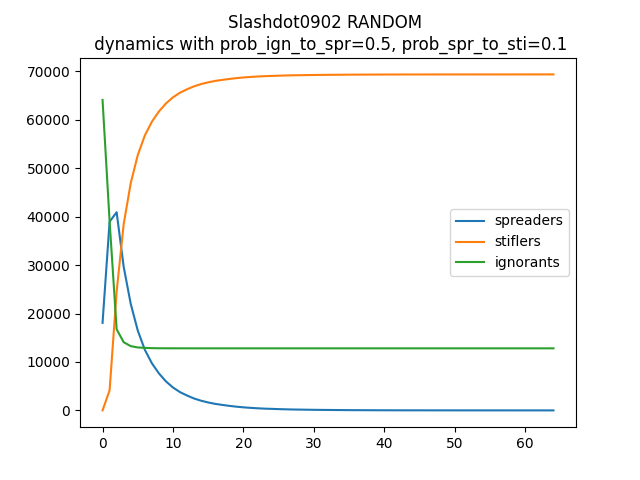 Slashdot0902 RANDOM
dynamics with prob_ign_to_spr=0.5, prob_spr_to_sti=0.1
70000
60000
50000
40000
30000
20000
10000
0
spreaders
stiflers
ignorants
0 10 20 30 40 50 60